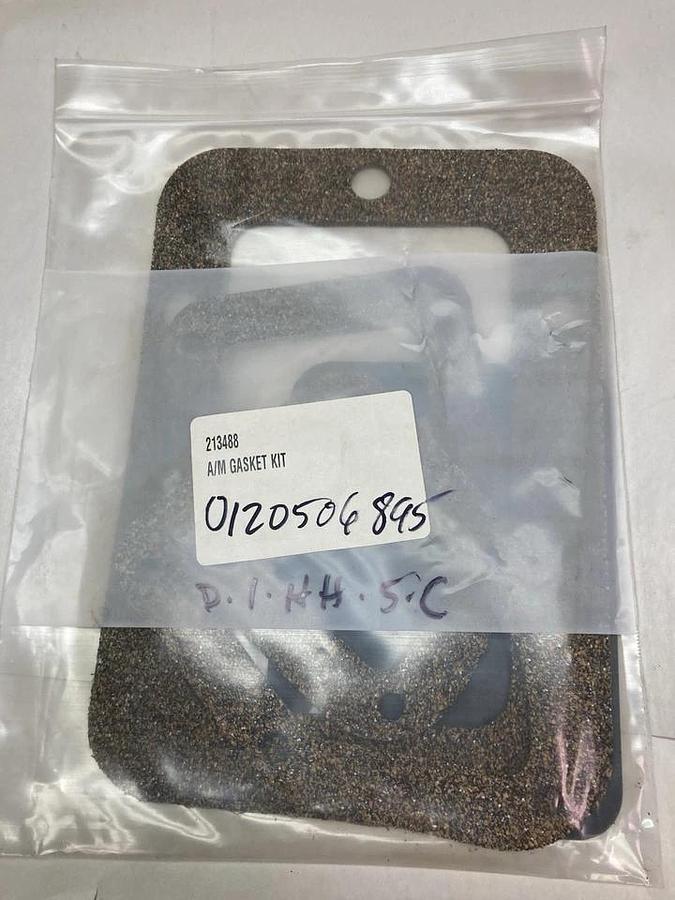 213488
A/M GASKET KIT
0120506895
D.1.HH.5.C